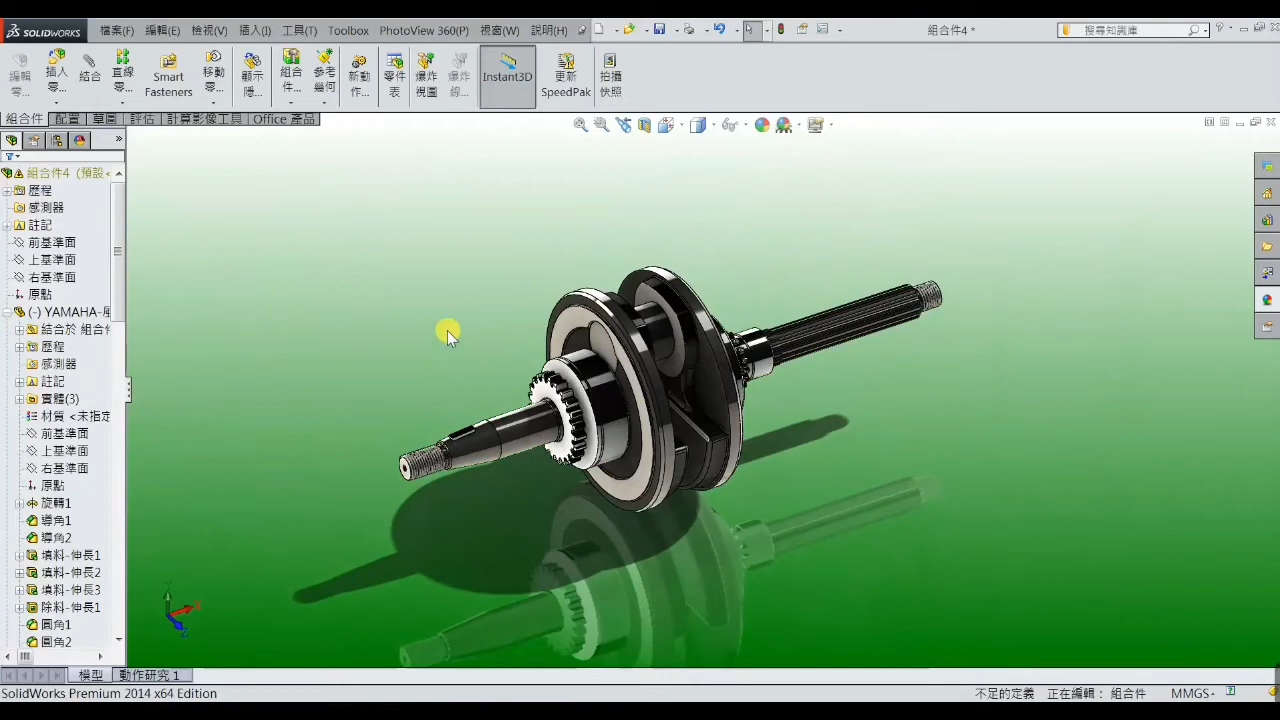 SOLIDWORKS 檔案(F) 編輯(E) 檢視(V) 插入(I) 工具(T) Toolbox PhotoView 360(P) 視窗(W) 說明(H) 組合件4 * 搜尋知識庫
編輯零... 插入零... 結合 直線零... Smart Fasteners 移動零... 顯示隱... 組合件... 參考幾何 新動作... 零件表 爆炸視圖 爆炸線... Instant3D 更新 SpeedPak 拍攝快照
組合件 配置 草圖 評估 計算影像工具 Office 產品
組合件4 (預設<
歷程
感測器
註記
前基準面
上基準面
右基準面
原點
(-) YAMAHA-
結合於 組合件
歷程
感測器
註記
實體(3)
材質 <未指定
前基準面
上基準面
右基準面
原點
旋轉1
導角1
導角2
填料-伸長1
填料-伸長2
填料-伸長3
除料-伸長1
圓角1
圓角2
Y
X
Z
模型 動作研究 1
SolidWorks Premium 2014 x64 Edition 不足的定義 正在編輯： 組合件 MMGS